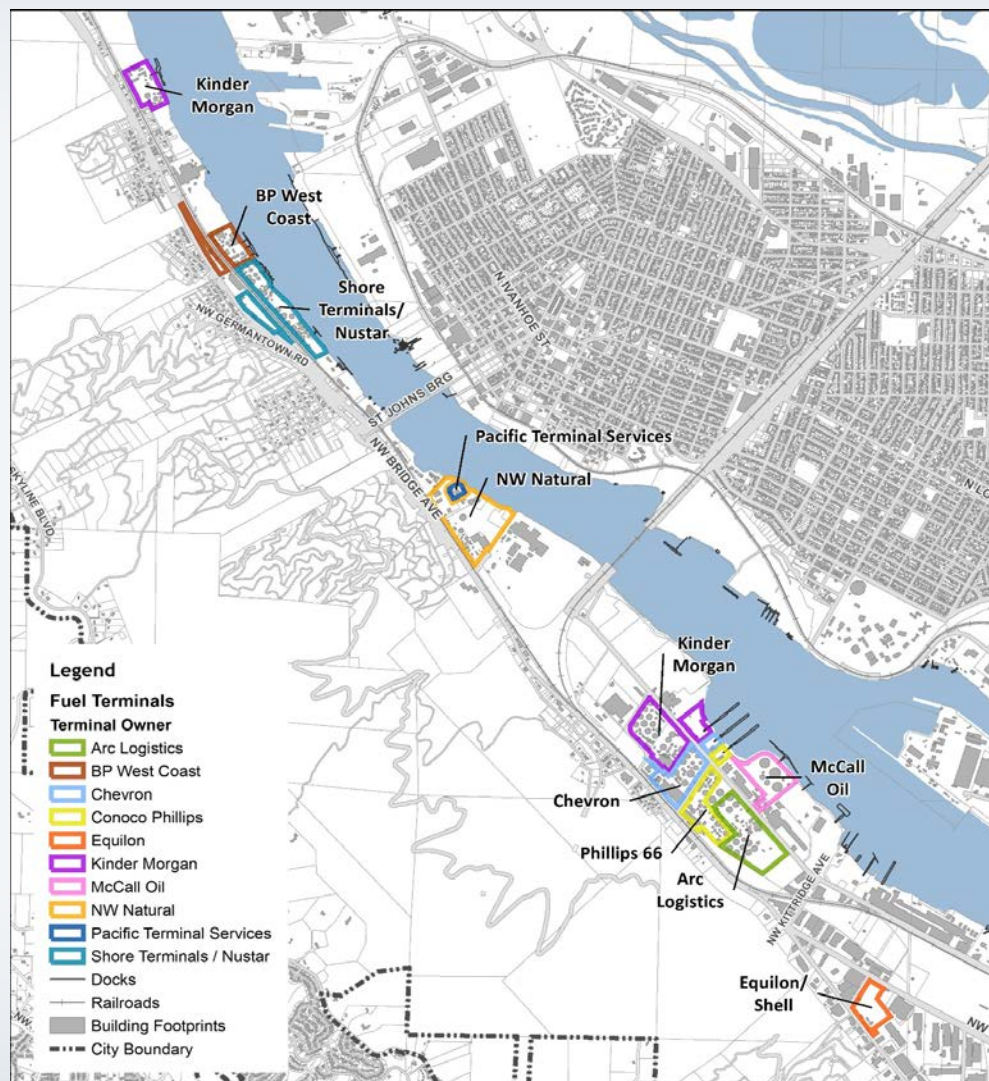 Kinder
Morgan
BP West
Coast
Shore
Terminals/
Nustar
N IVANHOE ST
NW GERMANTOWN RD
ST JOHNS BRG
Pacific Terminal Services
NW Natural
NW BRIDGE AVE
SKYLINE BLVD
N LO
Kinder
Morgan
McCall
Oil
Chevron
Phillips 66
Arc
Logistics
NW KITTRIDGE AVE
Equilon/
Shell
NW
NW
Legend
Fuel Terminals
Terminal Owner
Arc Logistics
BP West Coast
Chevron
Conoco Phillips
Equilon
Kinder Morgan
McCall Oil
NW Natural
Pacific Terminal Services
Shore Terminals / Nustar
Docks
Railroads
Building Footprints
City Boundary